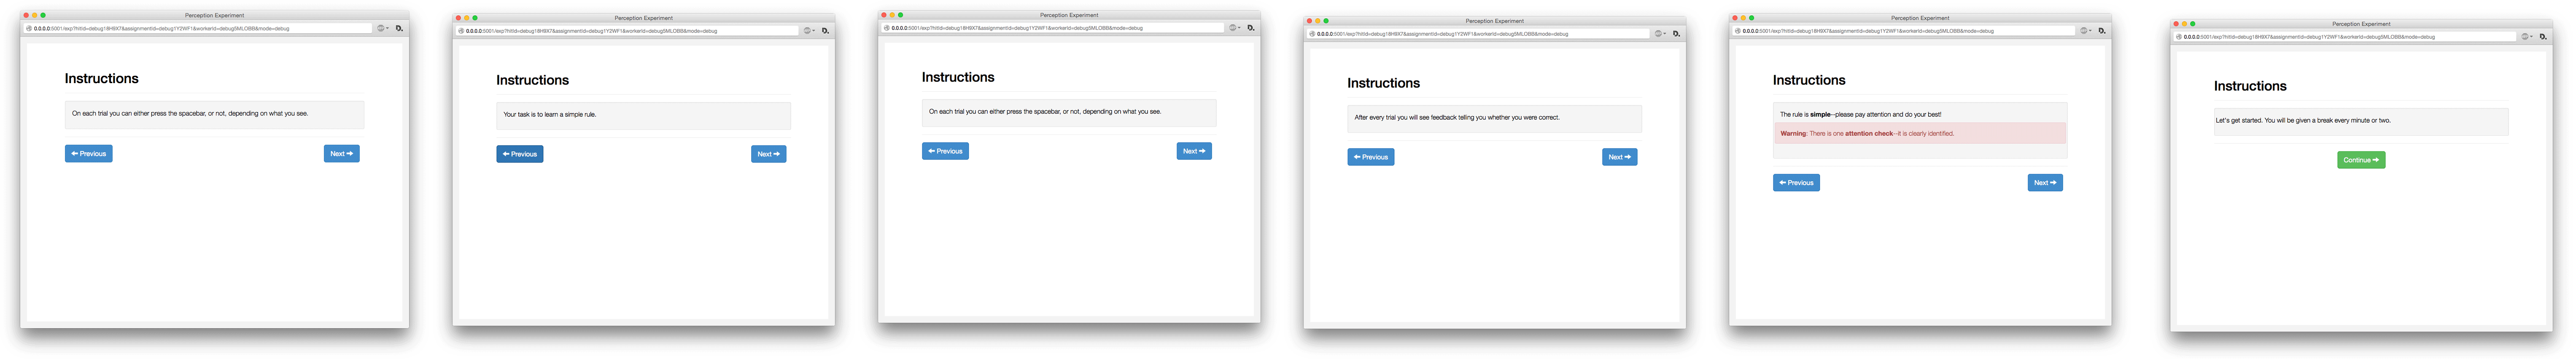 Perception Experiment
0.0.0.0:5001/exp?hitId=debug18H9X7&assignmentId=debug1Y2WF1&workerId=debug5MLOBB&mode=debug
Instructions
On each trial you can either press the spacebar, or not, depending on what you see.
Previous
Next
Perception Experiment
0.0.0.0:5001/exp?hitId=debug18H9X7&assignmentId=debug1Y2WF1&workerId=debug5MLOBB&mode=debug
Instructions
Your task is to learn a simple rule.
Previous
Next
Perception Experiment
0.0.0.0:5001/exp?hitId=debug18H9X7&assignmentId=debug1Y2WF1&workerId=debug5MLOBB&mode=debug
Instructions
On each trial you can either press the spacebar, or not, depending on what you see.
Previous
Next
Perception Experiment
0.0.0.0:5001/exp?hitId=debug18H9X7&assignmentId=debug1Y2WF1&workerId=debug5MLOBB&mode=debug
Instructions
After every trial you will see feedback telling you whether you were correct.
Previous
Next
Perception Experiment
0.0.0.0:5001/exp?hitId=debug18H9X7&assignmentId=debug1Y2WF1&workerId=debug5MLOBB&mode=debug
Instructions
The rule is simple--please pay attention and do your best!
Warning: There is one attention check--it is clearly identified.
Previous
Next
Perception Experiment
0.0.0.0:5001/exp?hitId=debug18H9X7&assignmentId=debug1Y2WF1&workerId=debug5MLOBB&mode=debug
Instructions
Let's get started. You will be given a break every minute or two.
Continue